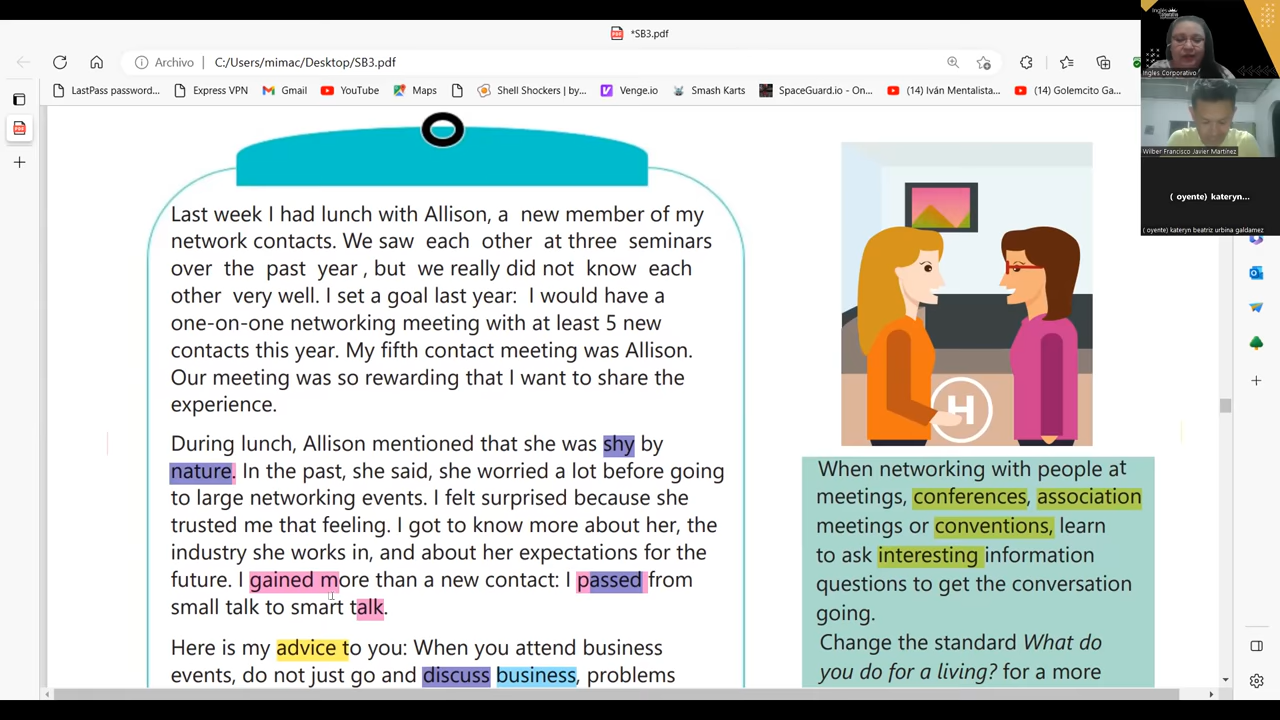 *SB3.pdf
Archivo
C:/Users/mimac/Desktop/SB3.pdf
LastPass password...
Express VPN
Gmail
YouTube
Maps
Shell Shockers | by...
Venge.io
Smash Karts
SpaceGuard.io - On...
(14) Iván Mentalista...
(14) Golemcito Ga...
Last week I had lunch with Allison, a new member of my
network contacts. We saw each other at three seminars
over the past year , but we really did not know each
other very well. I set a goal last year: I would have a
one-on-one networking meeting with at least 5 new
contacts this year. My fifth contact meeting was Allison.
Our meeting was so rewarding that I want to share the
experience.
During lunch, Allison mentioned that she was shy by
nature. In the past, she said, she worried a lot before going
to large networking events. I felt surprised because she
trusted me that feeling. I got to know more about her, the
industry she works in, and about her expectations for the
future. I gained more than a new contact: I passed from
small talk to smart talk.
Here is my advice to you: When you attend business
events, do not just go and discuss business, problems
H
When networking with people at
meetings, conferences, association
meetings or conventions, learn
to ask interesting information
questions to get the conversation
going.
Change the standard What do
you do for a living? for a more
Inglés
Ingles Corporativo
Wilber Francisco Javier Martínez
( oyente) kateryn...
( oyente) kateryn beatriz urbina galdamez